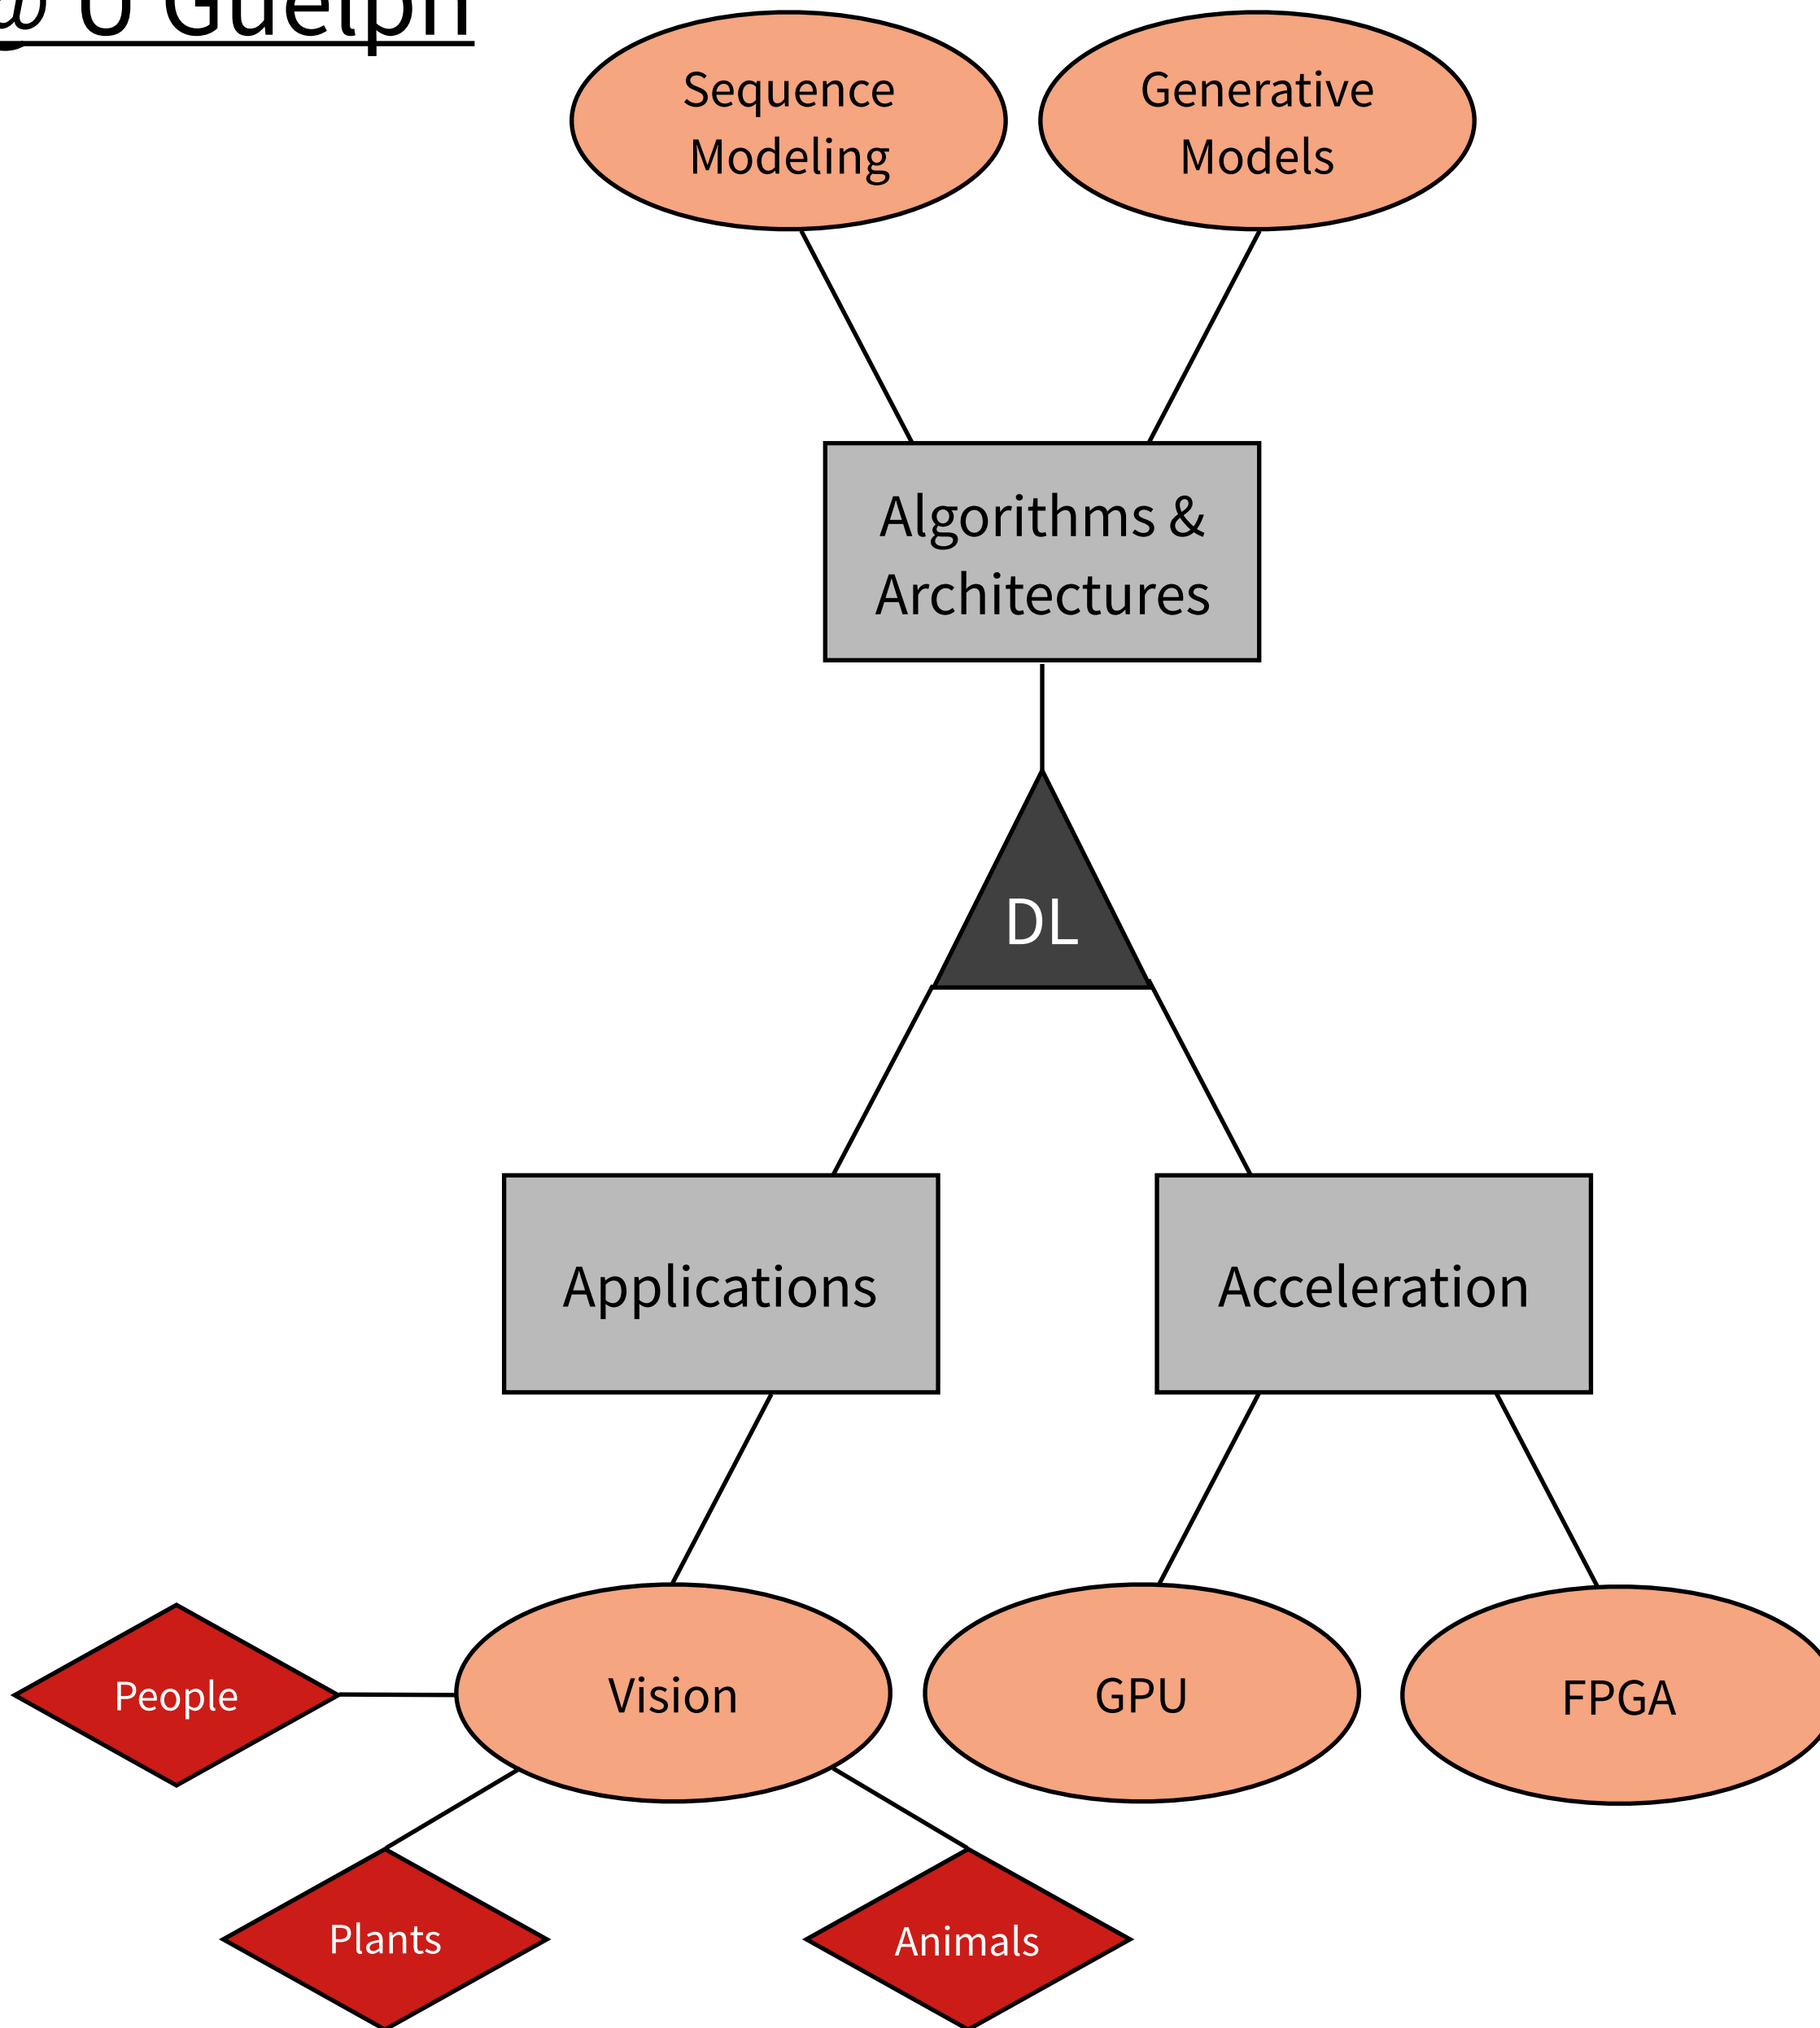 @ U Guelph
Sequence
Modeling
Generative
Models
Algorithms &
Architectures
DL
Applications
Acceleration
People
Vision
GPU
FPGA
Plants
Animals